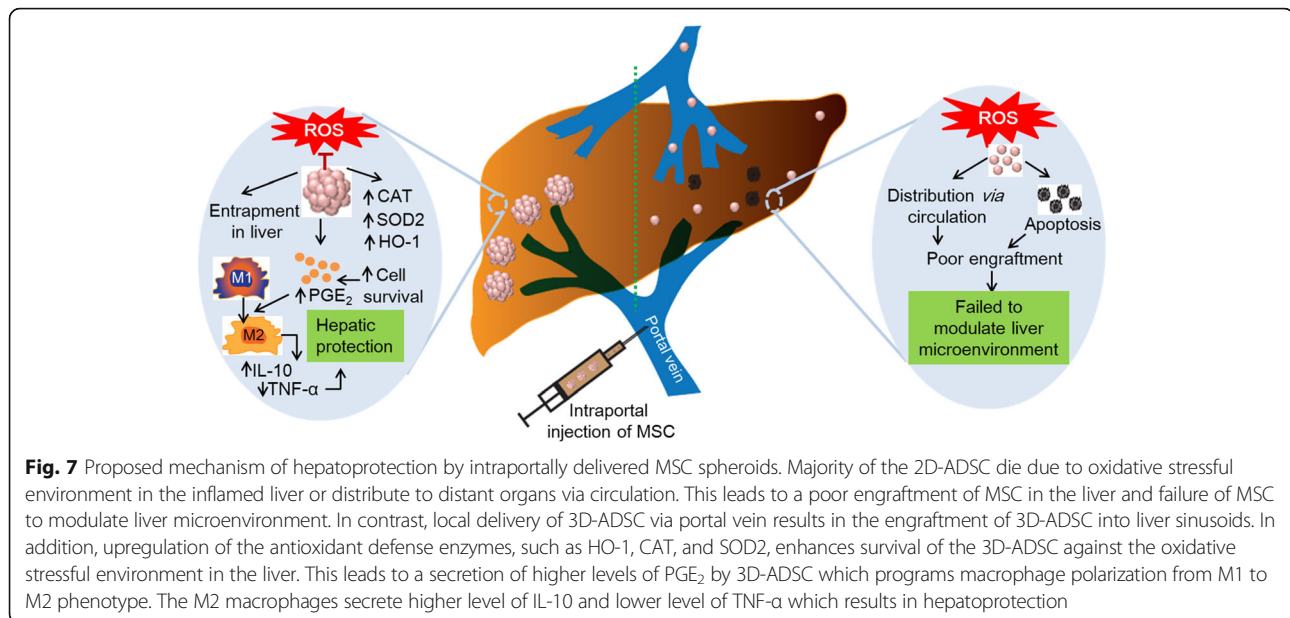 ROS
Entrapment
in liver
↑ CAT
↑ SOD2
↑ HO-1
M1
↑ PGE₂
↑ Cell
survival
M2
↑IL-10
↓TNF-α
Hepatic
protection
Portal vein
Intraportal
injection of MSC
ROS
Distribution via
circulation
Apoptosis
Poor engraftment
Failed to
modulate liver
microenvironment
Fig. 7 Proposed mechanism of hepatoprotection by intraportally delivered MSC spheroids. Majority of the 2D-ADSC die due to oxidative stressful
environment in the inflamed liver or distribute to distant organs via circulation. This leads to a poor engraftment of MSC in the liver and failure of MSC
to modulate liver microenvironment. In contrast, local delivery of 3D-ADSC via portal vein results in the engraftment of 3D-ADSC into liver sinusoids. In
addition, upregulation of the antioxidant defense enzymes, such as HO-1, CAT, and SOD2, enhances survival of the 3D-ADSC against the oxidative
stressful environment in the liver. This leads to a secretion of higher levels of PGE₂ by 3D-ADSC which programs macrophage polarization from M1 to
M2 phenotype. The M2 macrophages secrete higher level of IL-10 and lower level of TNF-α which results in hepatoprotection